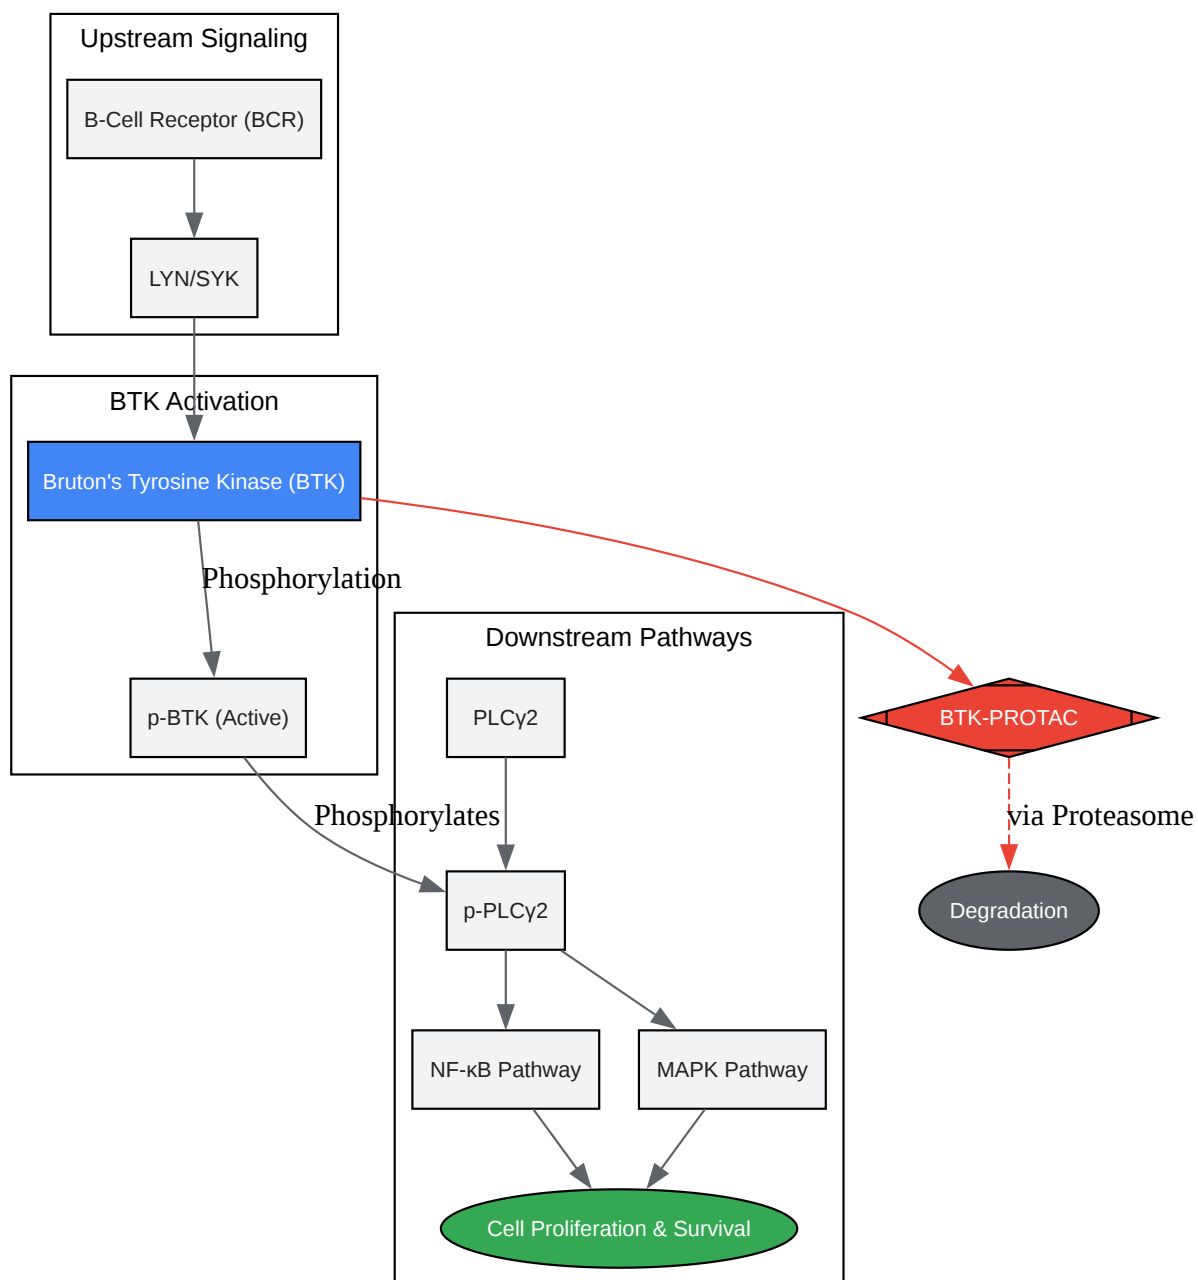 Upstream Signaling
B-Cell Receptor (BCR)
LYN/SYK
BTK Activation
Bruton's Tyrosine Kinase (BTK)
Phosphorylation
p-BTK (Active)
Downstream Pathways
PLCγ2
BTK-PROTAC
Phosphorylates
via Proteasome
p-PLCγ2
Degradation
NF-κB Pathway
MAPK Pathway
Cell Proliferation & Survival